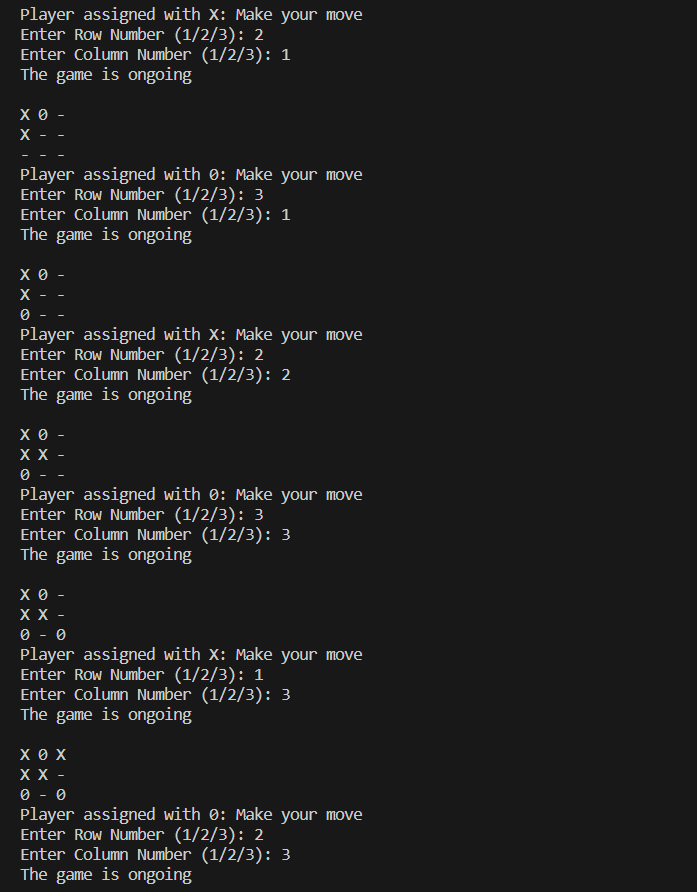 Player assigned with X: Make your move
Enter Row Number (1/2/3): 2
Enter Column Number (1/2/3): 1
The game is ongoing

X 0 -
X - -
- - -
Player assigned with 0: Make your move
Enter Row Number (1/2/3): 3
Enter Column Number (1/2/3): 1
The game is ongoing

X 0 -
X - -
0 - -
Player assigned with X: Make your move
Enter Row Number (1/2/3): 2
Enter Column Number (1/2/3): 2
The game is ongoing

X 0 -
X X -
0 - -
Player assigned with 0: Make your move
Enter Row Number (1/2/3): 3
Enter Column Number (1/2/3): 3
The game is ongoing

X 0 -
X X -
0 - 0
Player assigned with X: Make your move
Enter Row Number (1/2/3): 1
Enter Column Number (1/2/3): 3
The game is ongoing

X 0 X
X X -
0 - 0
Player assigned with 0: Make your move
Enter Row Number (1/2/3): 2
Enter Column Number (1/2/3): 3
The game is ongoing